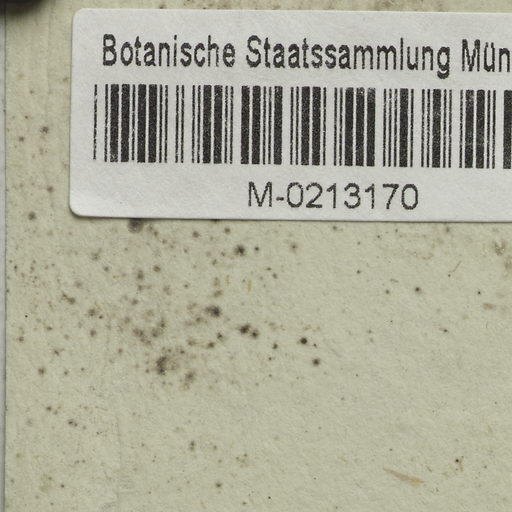 Botanische Staatssammlung Mün
M-0213170